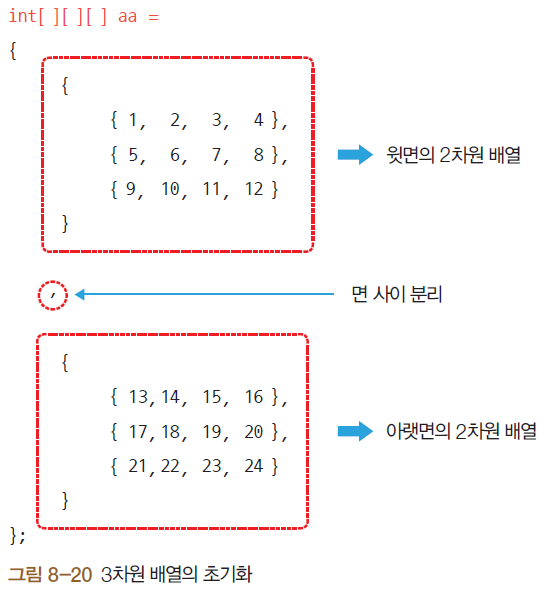 int[ ][ ][ ] aa =
{
{
{ 1, 2, 3, 4 },
{ 5, 6, 7, 8 }, 윗면의 2차원 배열
{ 9, 10, 11, 12 }
}
, 면 사이 분리
{
{ 13, 14, 15, 16 },
{ 17, 18, 19, 20 }, 아랫면의 2차원 배열
{ 21, 22, 23, 24 }
}
};
그림 8-20 3차원 배열의 초기화